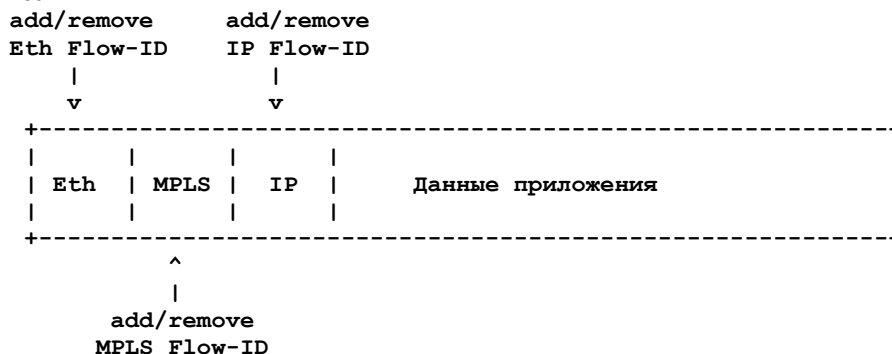 add/remove add/remove
Eth Flow-ID IP Flow-ID
Eth MPLS IP Данные приложения
add/remove
MPLS Flow-ID